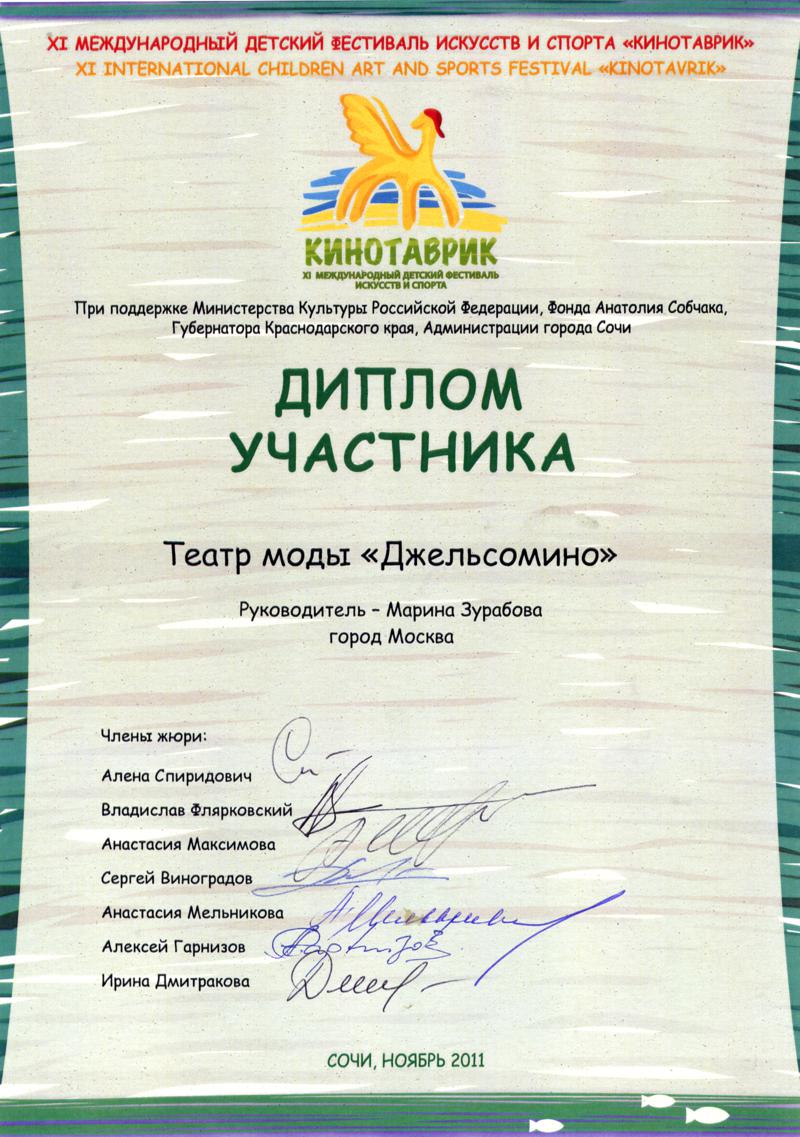 XI МЕЖДУНАРОДНЫЙ ДЕТСКИЙ ФЕСТИВАЛЬ ИСКУССТВ И СПОРТА «КИНОТАВРИК»
XI INTERNATIONAL CHILDREN ART AND SPORTS FESTIVAL «KINOTAVRIK»
КИНОТАВРИК
XI МЕЖДУНАРОДНЫЙ ДЕТСКИЙ ФЕСТИВАЛЬ
ИСКУССТВ И СПОРТА
При поддержке Министерства Культуры Российской Федерации, Фонда Анатолия Собчака,
Губернатора Краснодарского края, Администрации города Сочи
ДИПЛОМ
УЧАСТНИКА
Театр моды «Джельсомино»
Руководитель – Марина Зурабова
город Москва
Члены жюри:
Алена Спиридович
Владислав Флярковский
Анастасия Максимова
Сергей Виноградов
Анастасия Мельникова
Алексей Гарнизов
Ирина Дмитракова
СОЧИ, НОЯБРЬ 2011